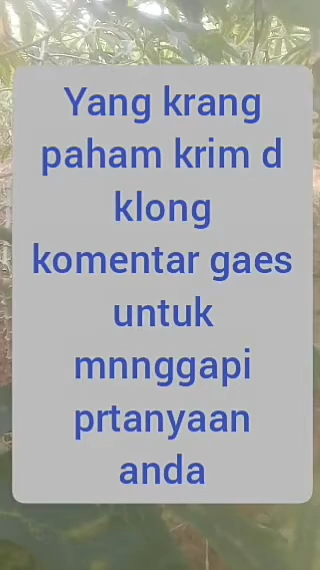 Yang krang
paham krim d
klong
komentar gaes
untuk
mnnggapi
prtanyaan
anda